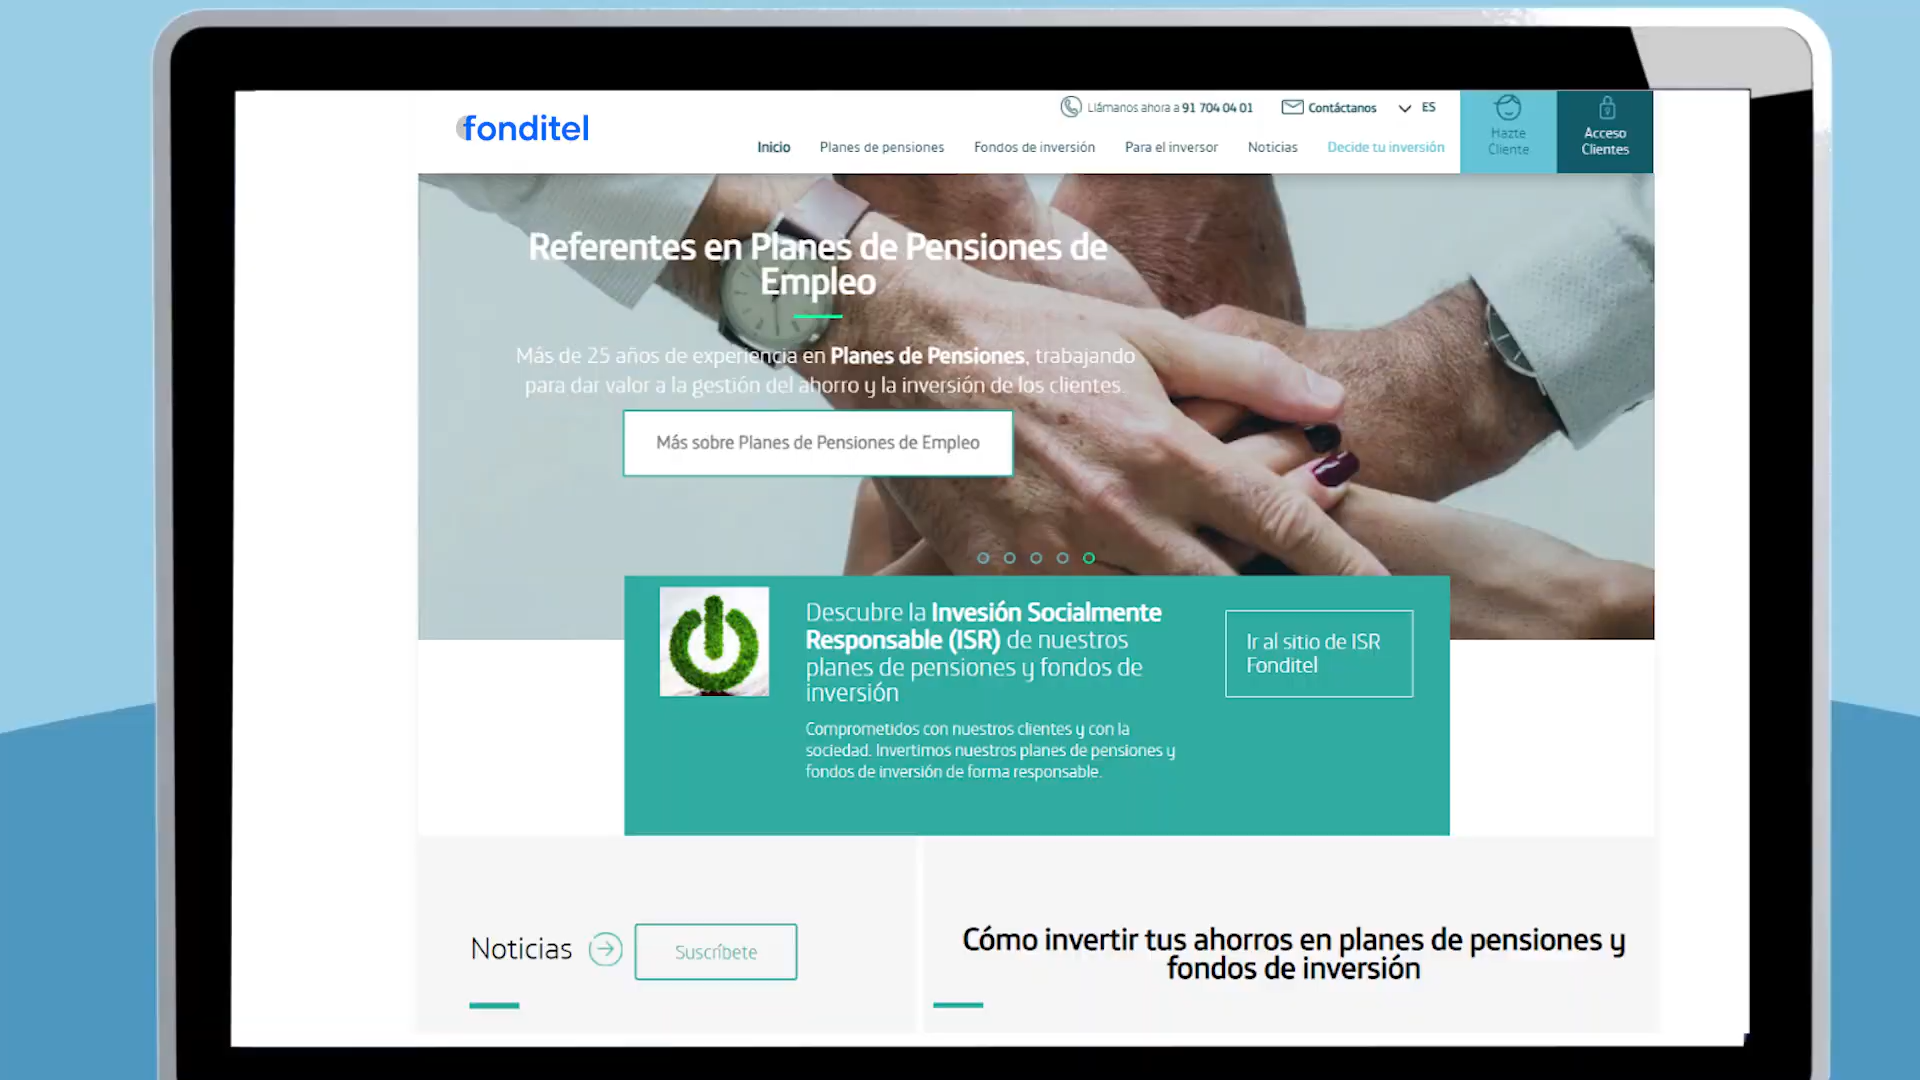 fonditel
Llámanos ahora a 91 704 04 01
Contáctanos
ES
Hazte
Cliente
Acceso
Clientes
Inicio
Planes de pensiones
Fondos de inversión
Para el inversor
Noticias
Decide tu inversión
Referentes en Planes de Pensiones de
Empleo
Más de 25 años de experiencia en Planes de Pensiones, trabajando
para dar valor a la gestión del ahorro y la inversión de los clientes.
Más sobre Planes de Pensiones de Empleo
Descubre la Invesión Socialmente
Responsable (ISR) de nuestros
planes de pensiones y fondos de
inversión
Comprometidos con nuestros clientes y con la
sociedad. Invertimos nuestros planes de pensiones y
fondos de inversión de forma responsable.
Ir al sitio de ISR
Fonditel
Noticias
Suscríbete
Cómo invertir tus ahorros en planes de pensiones y
fondos de inversión